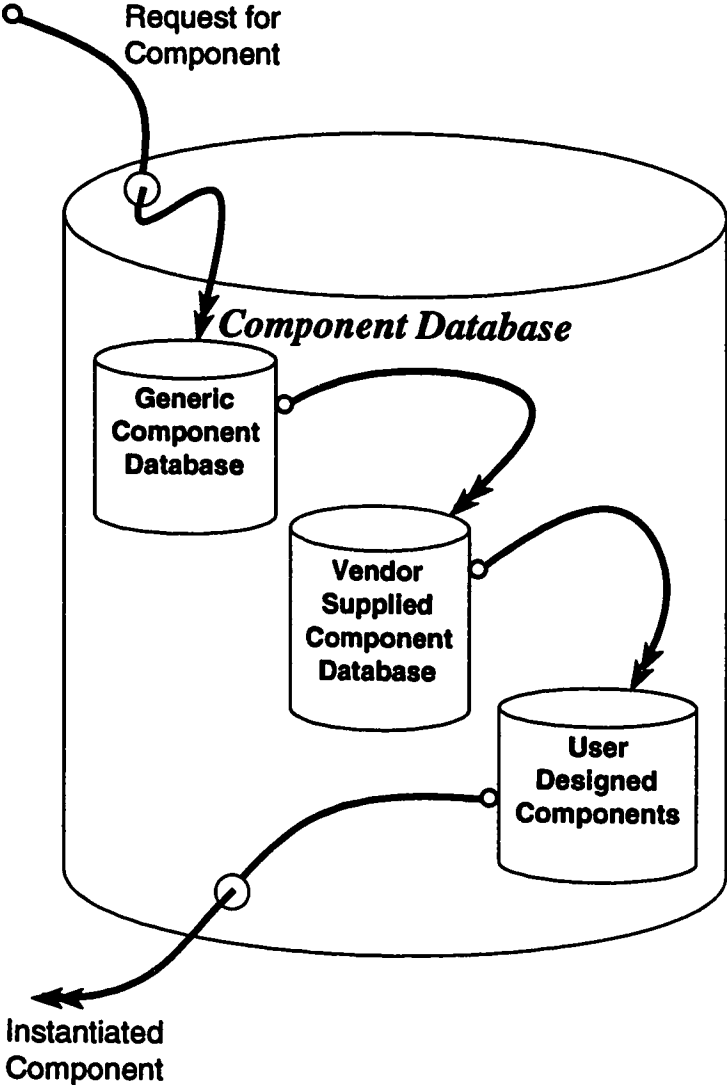 Request for
Component
Component Database
Generic
Component
Database
Vendor
Supplied
Component
Database
User
Designed
Components
Instantiated
Component